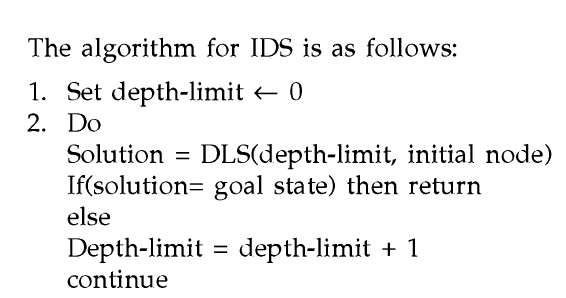 The algorithm for IDS is as follows:
1. Set depth-limit ← 0
2. Do
Solution = DLS(depth-limit, initial node)
If(solution= goal state) then return
else
Depth-limit = depth-limit + 1
continue